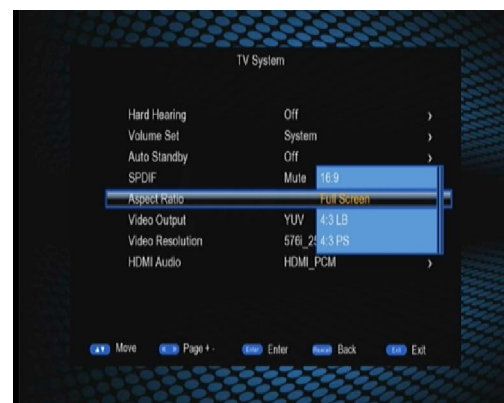 TV System
Hard Hearing Off
Volume Set System
Auto Standby Off
SPDIF Mute 16:9
Aspect Ratio Full Screen
Video Output YUV 4:3 LB
Video Resolution 576i_25 4:3 PS
HDMI Audio HDMI_PCM
Move Page + - Enter Enter Recall Back Exit Exit